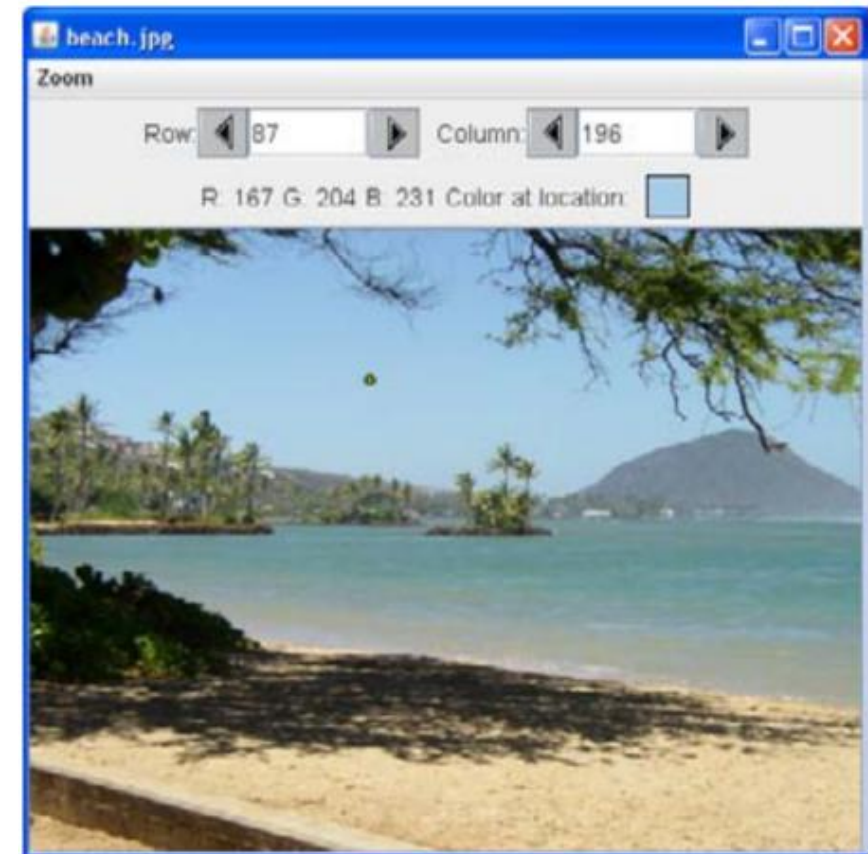 beach.jpg
Zoom
Row: 87 Column: 196
R: 167 G: 204 B: 231 Color at location: